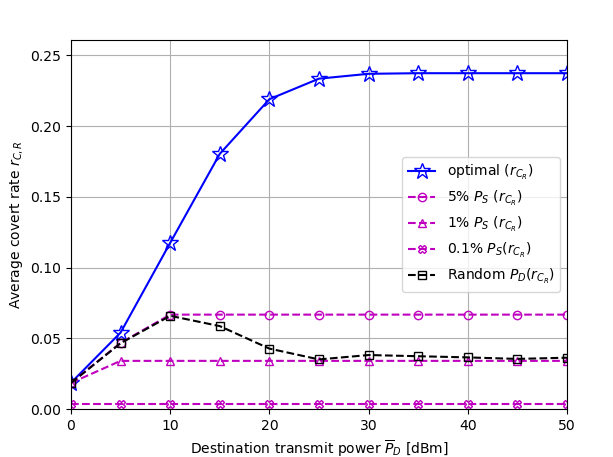 0.25
0.20
0.15
0.10
0.05
0.00
Average covert rate r_{C,R}
optimal (r_{C_R})
5% P_S (r_{C_R})
1% P_S (r_{C_R})
0.1% P_S(r_{C_R})
Random P_D(r_{C_R})
0 10 20 30 40 50
Destination transmit power P̅_D [dBm]